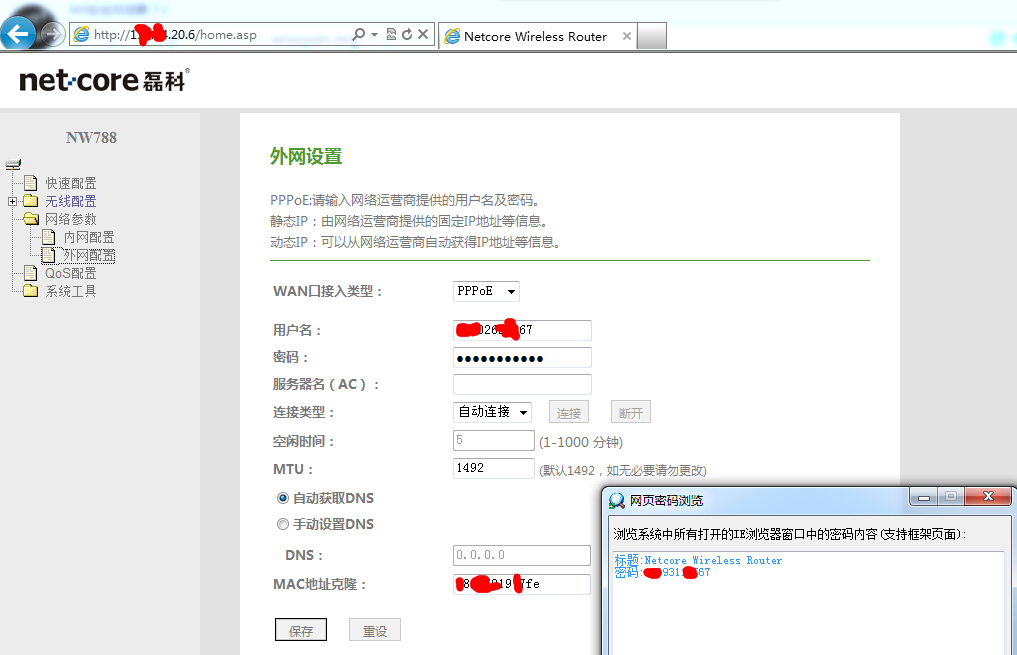 http://1 4.20.6/home.asp
Netcore Wireless Router
net·core磊科®
NW788
快速配置
无线配置
网络参数
内网配置
外网配置
QoS配置
系统工具
外网设置
PPPoE:请输入网络运营商提供的用户名及密码。
静态IP：由网络运营商提供的固定IP地址等信息。
动态IP：可以从网络运营商自动获得IP地址等信息。
WAN口接入类型： PPPoE
用户名： 026 67
密码： ●●●●●●●●●●●
服务器名（AC）：
连接类型： 自动连接 连接 断开
空闲时间： 5 (1-1000 分钟)
MTU： 1492 (默认1492，如无必要请勿更改)
自动获取DNS
手动设置DNS
DNS： 0.0.0.0
MAC地址克隆： 8 19 7fe
保存 重设
网页密码浏览
浏览系统中所有打开的IE浏览器窗口中的密码内容(支持框架页面):
标题:Netcore Wireless Router
密码: 931 67